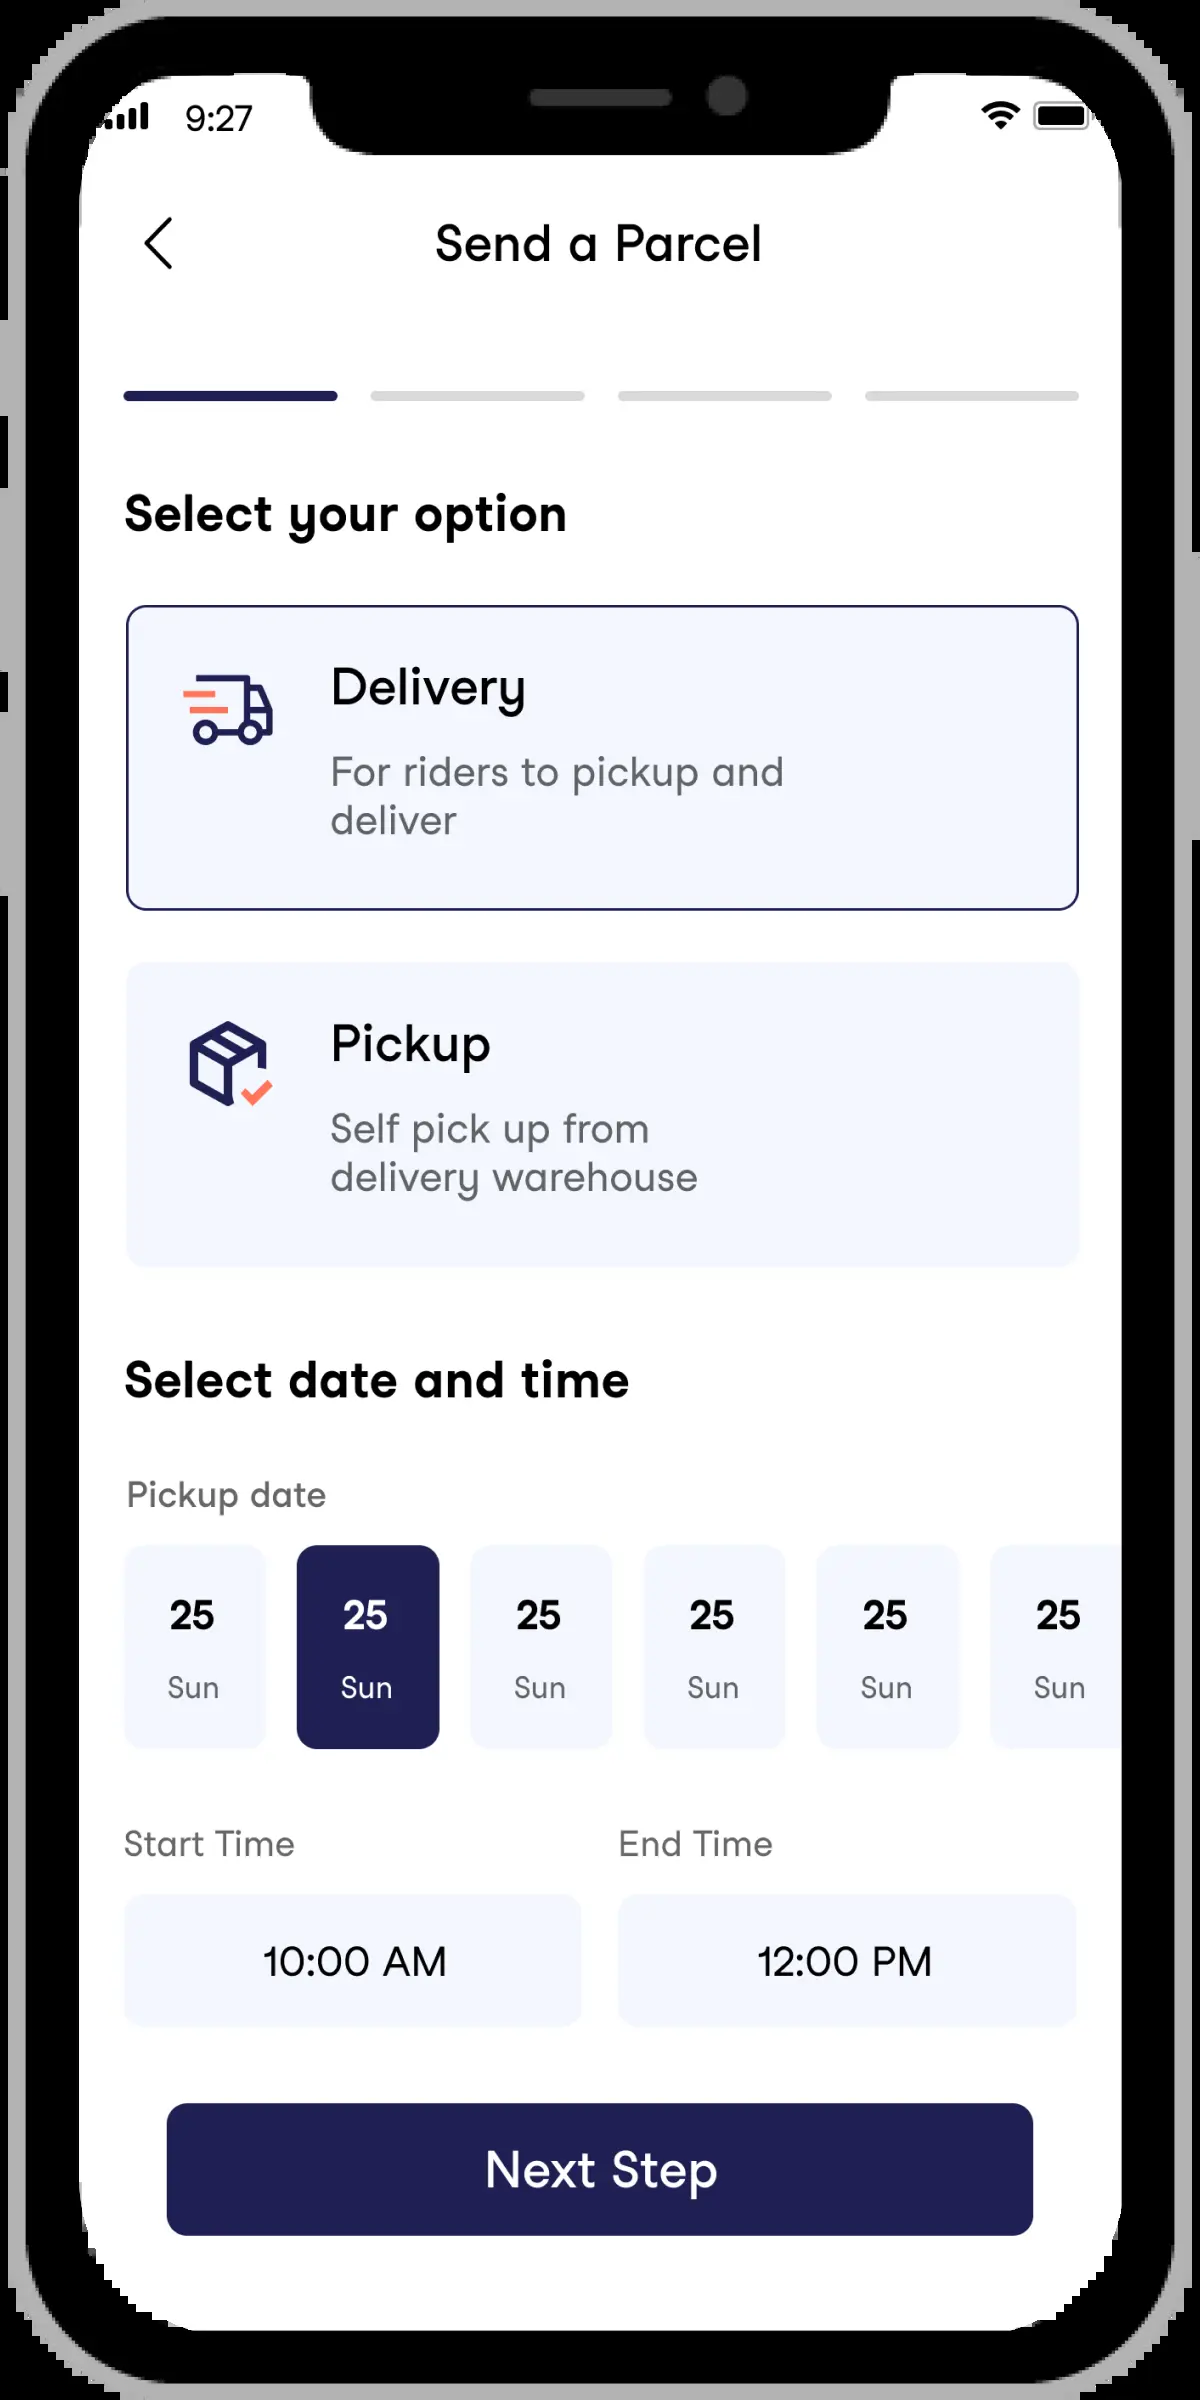 9:27
Send a Parcel
Select your option
Delivery
For riders to pickup and
deliver
Pickup
Self pick up from
delivery warehouse
Select date and time
Pickup date
25 25 25 25 25 25
Sun Sun Sun Sun Sun Sun
Start Time End Time
10:00 AM 12:00 PM
Next Step